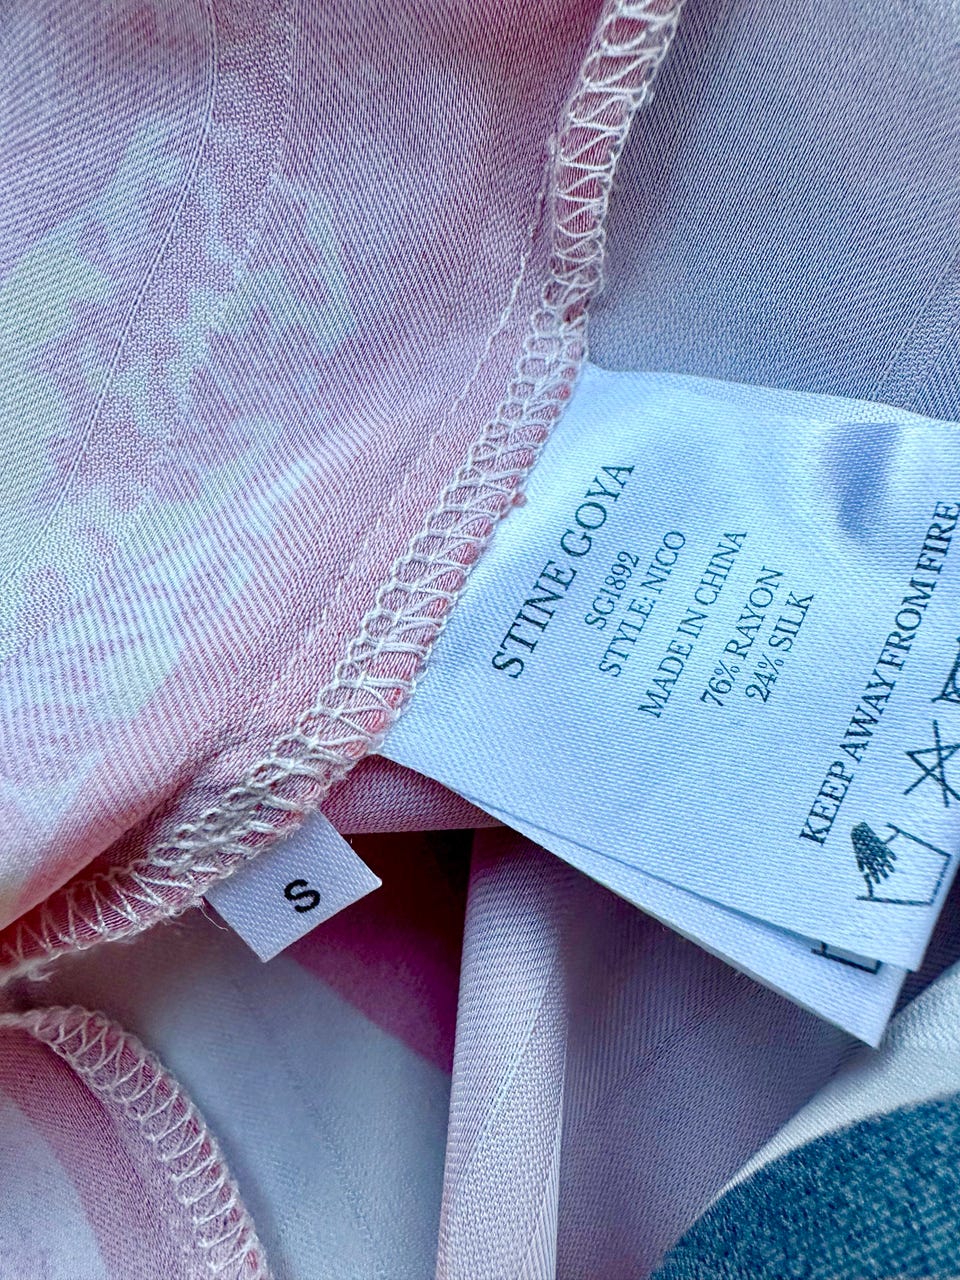 STINE GOYA
SG1892
STYLE: NICO
MADE IN CHINA
76% RAYON
24% SILK
KEEP AWAY FROM FIRE
S